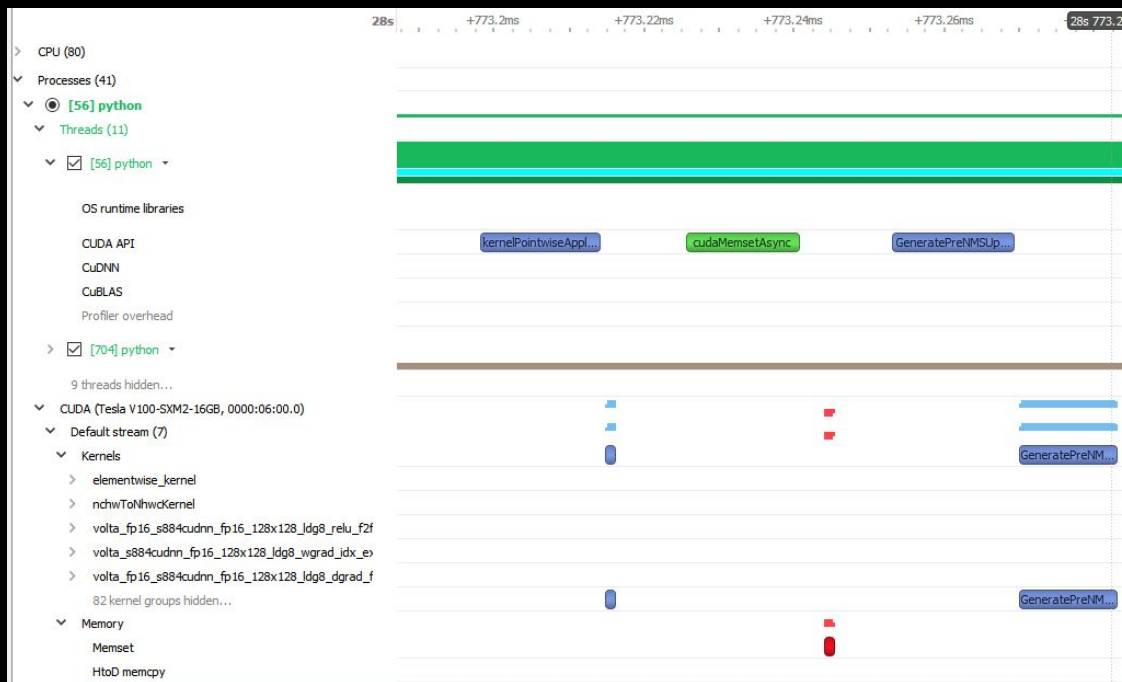 28s +773.2ms +773.22ms +773.24ms +773.26ms 28s 773.2
CPU (80)
Processes (41)
[56] python
Threads (11)
[56] python
OS runtime libraries
CUDA API kernelPointwiseAppl... cudaMemsetAsync GeneratePreNMSUp...
CuDNN
CuBLAS
Profiler overhead
[704] python
9 threads hidden...
CUDA (Tesla V100-SXM2-16GB, 0000:06:00.0)
Default stream (7)
Kernels GeneratePreNM...
elementwise_kernel
nchwToNhwcKernel
volta_fp16_s884cudnn_fp16_128x128_ldg8_relu_f2f
volta_s884cudnn_fp16_128x128_ldg8_wgrad_idx_ex
volta_fp16_s884cudnn_fp16_128x128_ldg8_dgrad_f
82 kernel groups hidden... GeneratePreNM...
Memory
Memset
HtoD memcpy